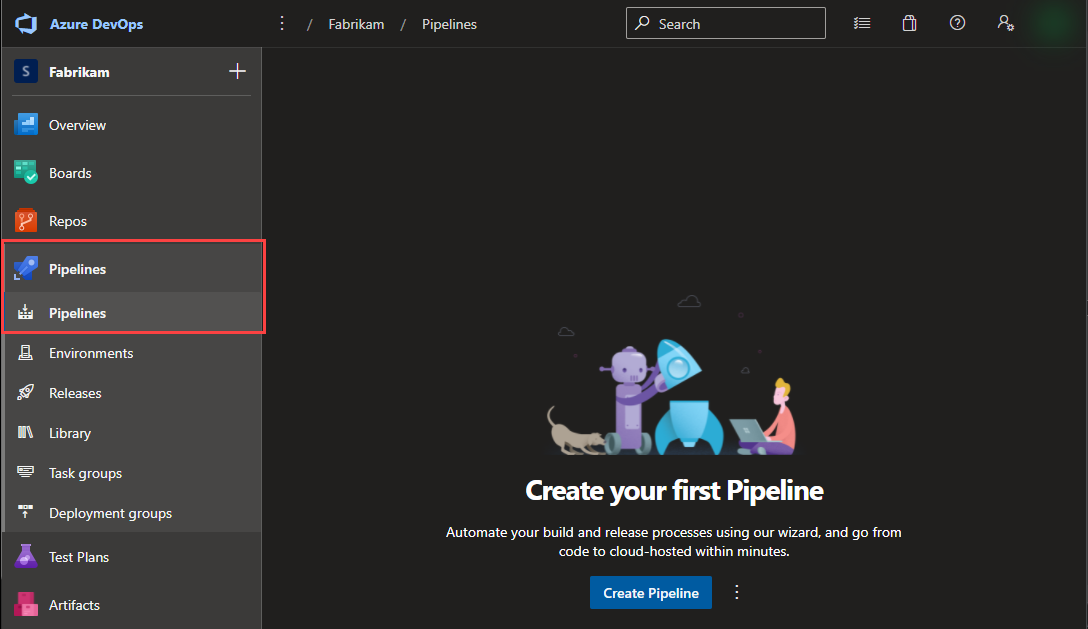 Azure DevOps
/ Fabrikam / Pipelines
Search
S Fabrikam
Overview
Boards
Repos
Pipelines
Pipelines
Environments
Releases
Library
Task groups
Deployment groups
Test Plans
Artifacts
Create your first Pipeline
Automate your build and release processes using our wizard, and go from
code to cloud-hosted within minutes.
Create Pipeline